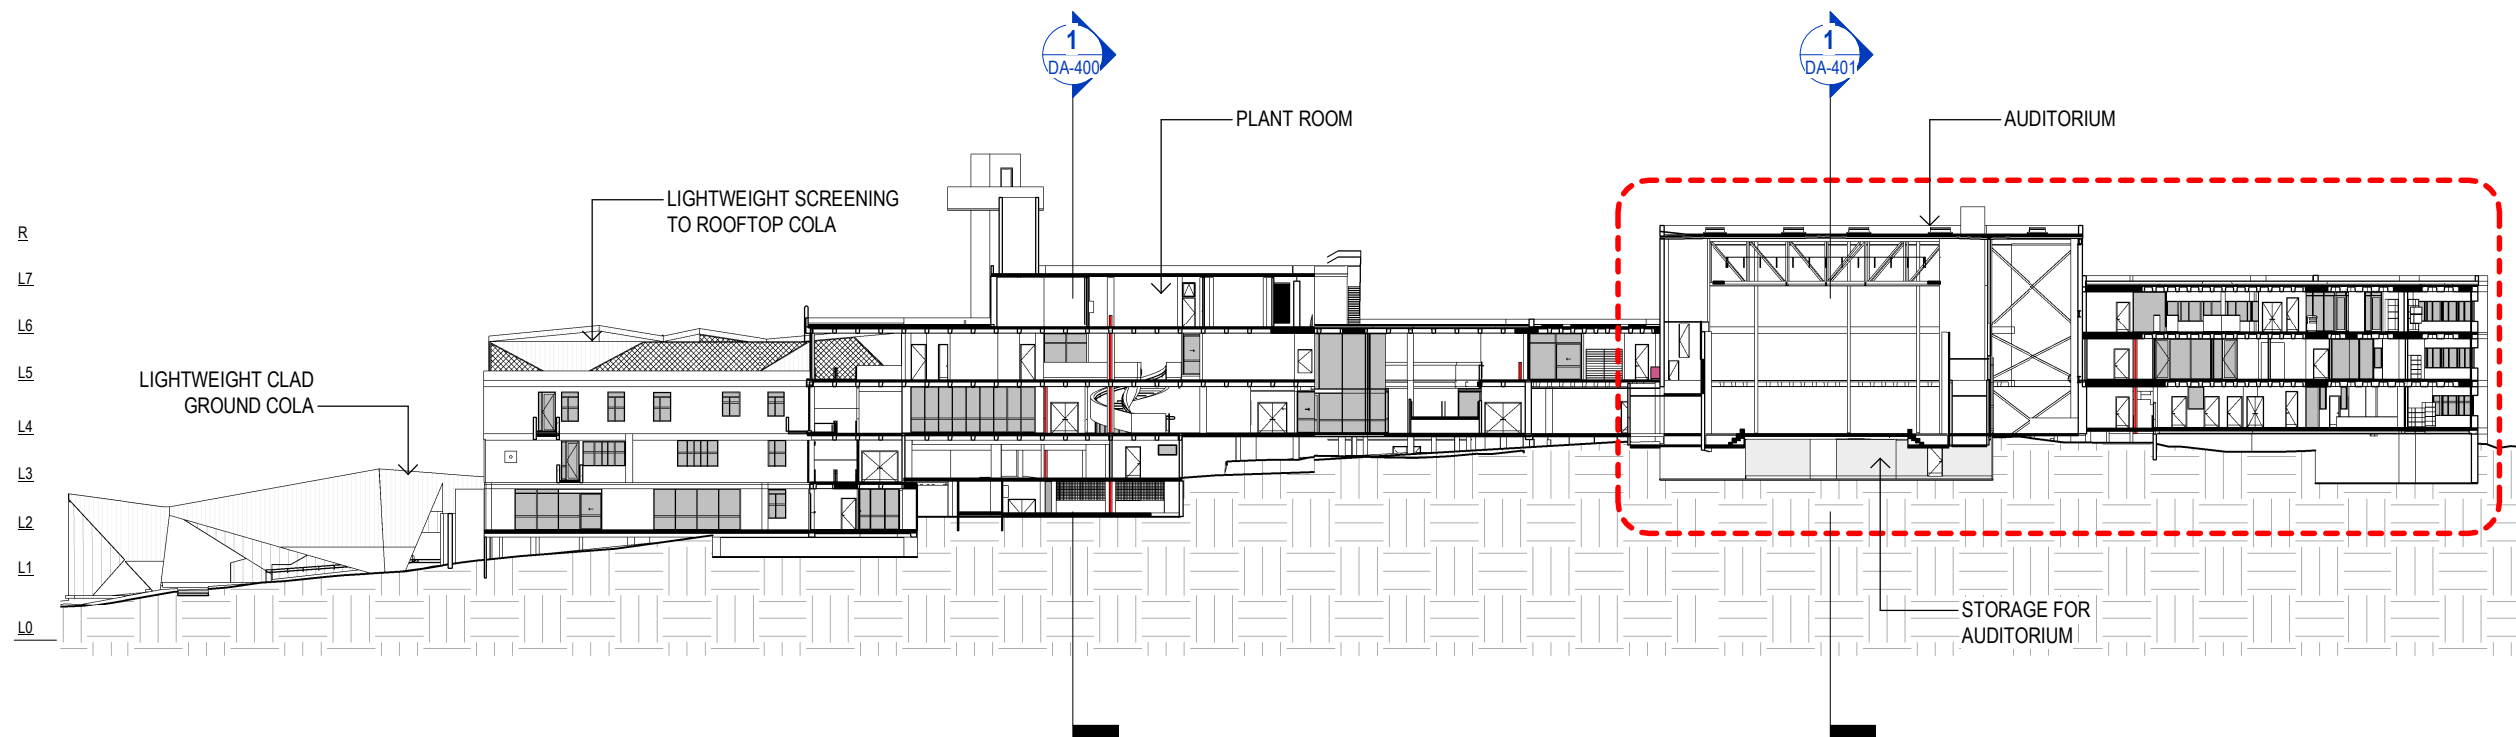 1
DA-400
1
DA-401
PLANT ROOM
AUDITORIUM
LIGHTWEIGHT SCREENING
TO ROOFTOP COLA
R
L7
L6
L5
LIGHTWEIGHT CLAD
GROUND COLA
L4
L3
L2
L1
L0
STORAGE FOR
AUDITORIUM